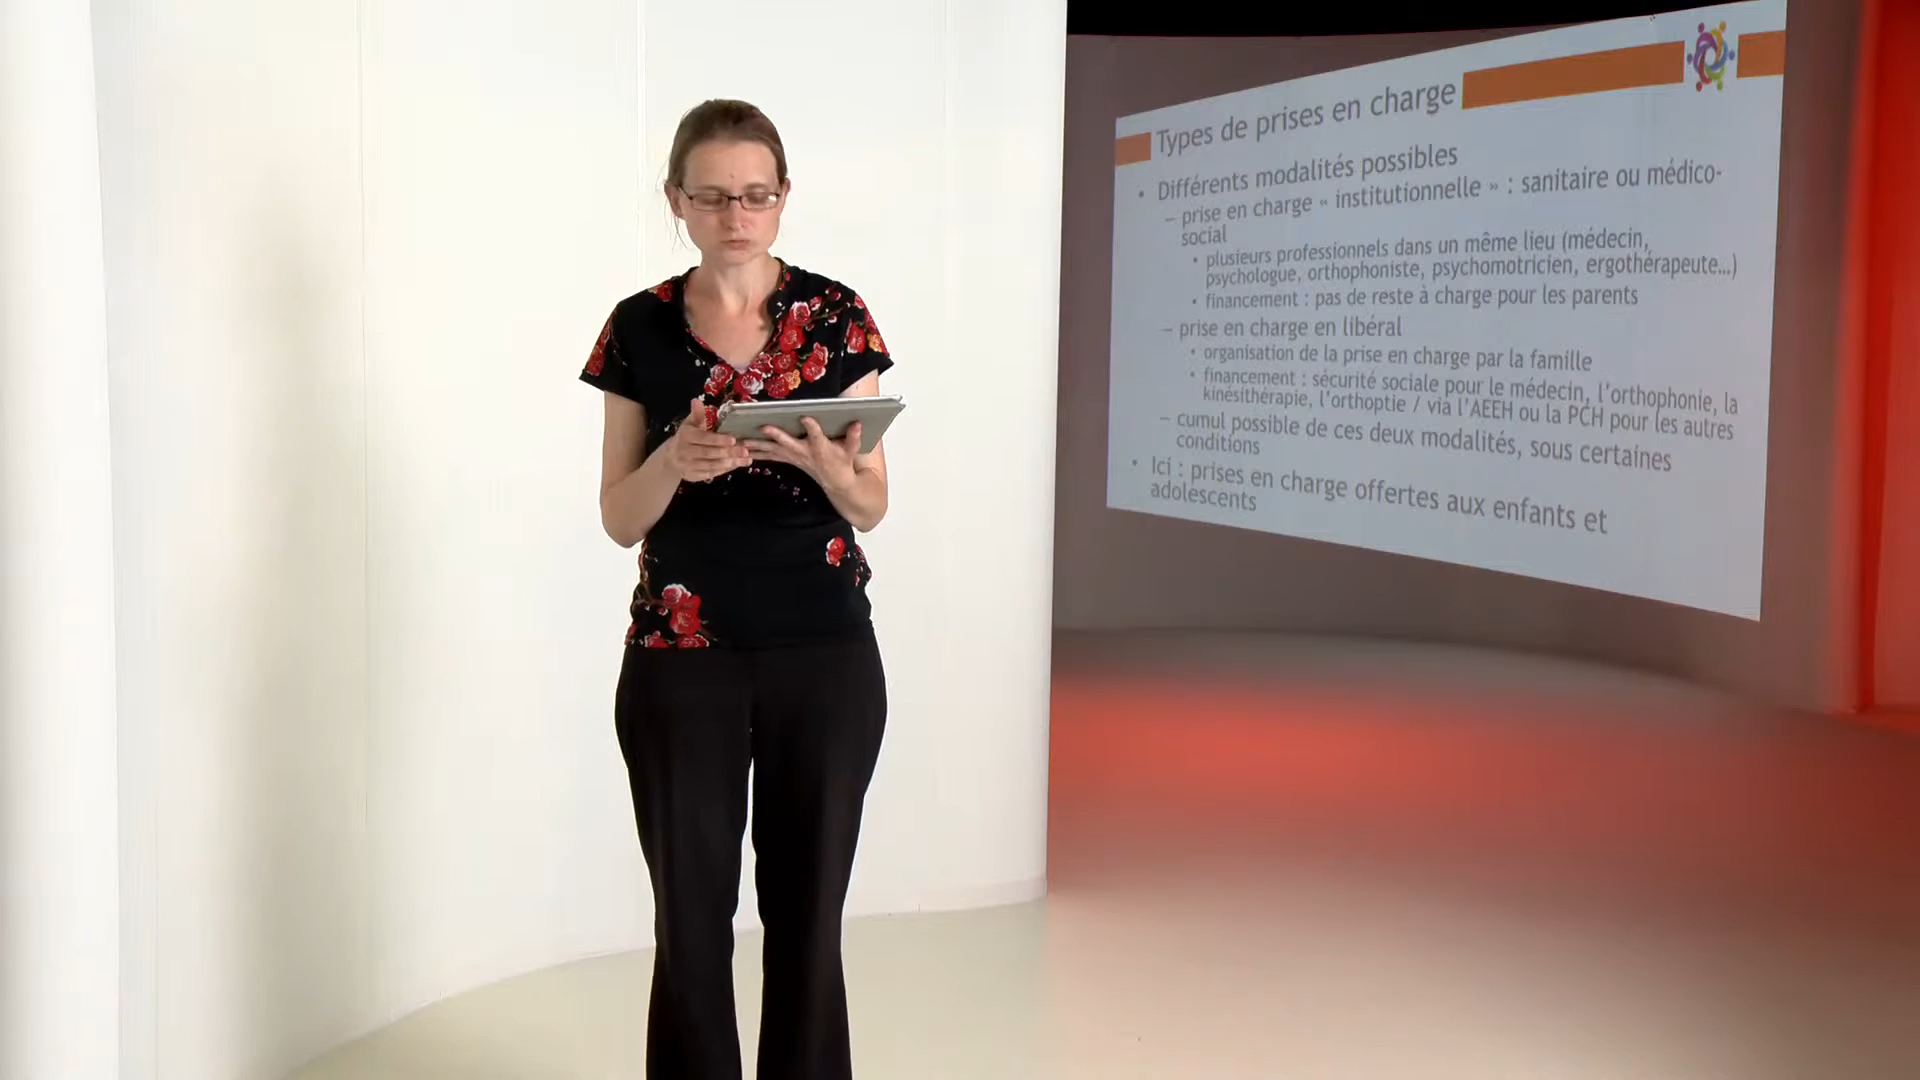 Types de prises en charge
• Différents modalités possibles
– prise en charge « institutionnelle » : sanitaire ou médico-
social
• plusieurs professionnels dans un même lieu (médecin,
psychologue, orthophoniste, psychomotricien, ergothérapeute...)
• financement : pas de reste à charge pour les parents
– prise en charge en libéral
• organisation de la prise en charge par la famille
• financement : sécurité sociale pour le médecin, l'orthophonie, la
kinésithérapie, l'orthoptie / via l'AEEH ou la PCH pour les autres
– cumul possible de ces deux modalités, sous certaines
conditions
• Ici : prises en charge offertes aux enfants et
adolescents